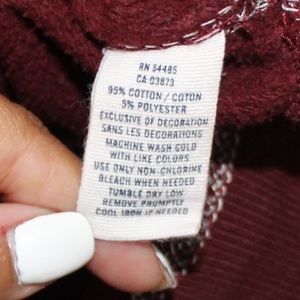 RN 54485
CA 03873
95% COTTON / COTON
5% POLYESTER
EXCLUSIVE OF DECORATION
SANS LES DECORATIONS
MACHINE WASH COLD
WITH LIKE COLORS
USE ONLY NON-CHLORINE
BLEACH WHEN NEEDED
TUMBLE DRY LOW
REMOVE PROMPTLY
COOL IRON IF NEEDED